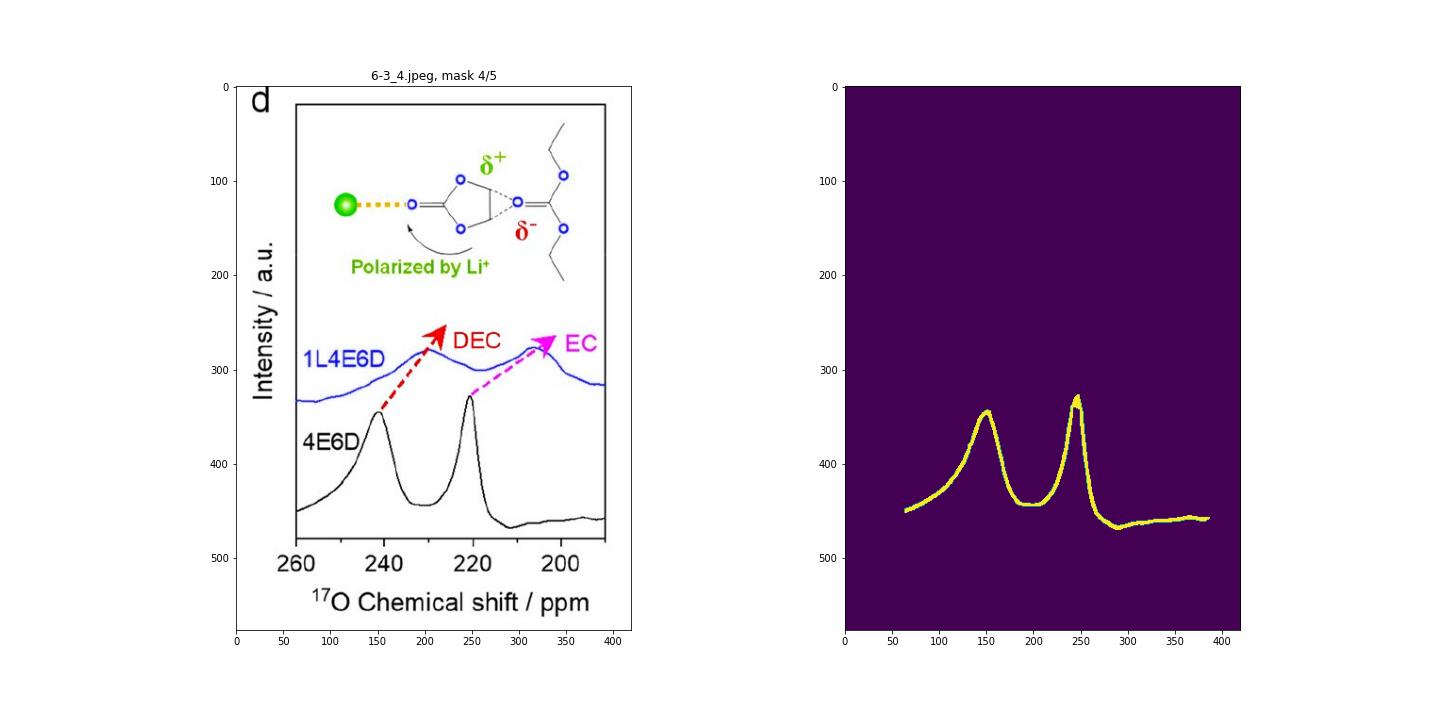 6-3_4.jpeg, mask 4/5
d
δ+
O
O
O
O
O
O
δ-
Polarized by Li+
Intensity / a.u.
DEC
EC
1L4E6D
4E6D
260 240 220 200
17O Chemical shift / ppm
0
100
200
300
400
500
0 50 100 150 200 250 300 350 400
0
100
200
300
400
500
0 50 100 150 200 250 300 350 400